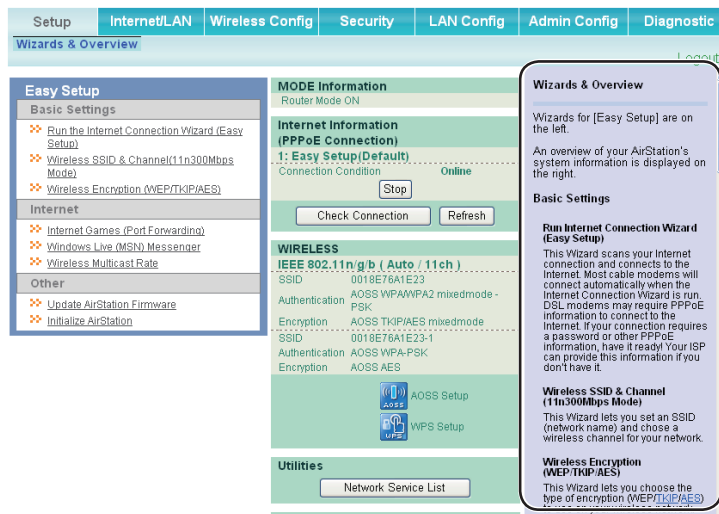 Setup
Internet/LAN
Wireless Config
Security
LAN Config
Admin Config
Diagnostic
Wizards & Overview
Logout
Easy Setup
Basic Settings
Run the Internet Connection Wizard (Easy
Setup)
Wireless SSID & Channel(11n300Mbps
Mode)
Wireless Encryption (WEP/TKIP/AES)
Internet
Internet Games (Port Forwarding)
Windows Live (MSN) Messenger
Wireless Multicast Rate
Other
Update AirStation Firmware
Initialize AirStation
MODE Information
Router Mode ON
Internet Information
(PPPoE Connection)
1: Easy Setup(Default)
Connection Condition Online
Stop
Check Connection Refresh
WIRELESS
IEEE 802.11n/g/b ( Auto / 11ch )
SSID 0018E76A1E23
Authentication AOSS WPA/WPA2 mixedmode -
PSK
Encryption AOSS TKIP/AES mixedmode
SSID 0018E76A1E23-1
Authentication AOSS WPA-PSK
Encryption AOSS AES
AOSS AOSS Setup
WPS WPS Setup
Utilities
Network Service List
Wizards & Overview
Wizards for [Easy Setup] are on
the left.
An overview of your AirStation's
system information is displayed on
the right.
Basic Settings
Run Internet Connection Wizard
(Easy Setup)
This Wizard scans your Internet
connection and connects to the
Internet. Most cable modems will
connect automatically when the
Internet Connection Wizard is run.
DSL modems may require PPPoE
information to connect to the
Internet. If your connection requires
a password or other PPPoE
information, have it ready! Your ISP
can provide this information if you
don't have it.
Wireless SSID & Channel
(11n300Mbps Mode)
This Wizard lets you set an SSID
(network name) and chose a
wireless channel for your network.
Wireless Encryption
(WEP/TKIP/AES)
This Wizard lets you choose the
type of encryption (WEP/TKIP/AES)
to use on your wireless network